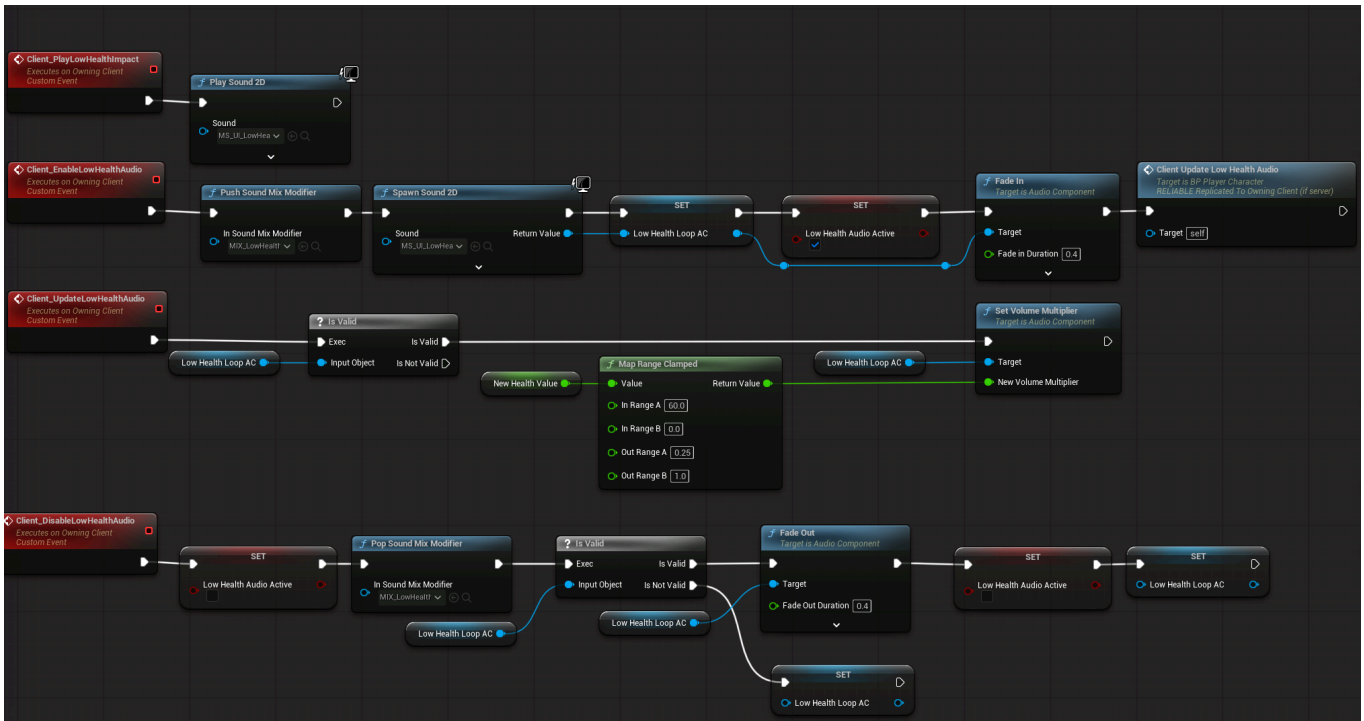 Client_PlayLowHealthImpact
Executes on Owning Client
Custom Event
f Play Sound 2D
Sound
MS_UI_LowHea
Client_EnableLowHealthAudio
Executes on Owning Client
Custom Event
f Push Sound Mix Modifier
In Sound Mix Modifier
MIX_LowHealth
f Spawn Sound 2D
Sound
Return Value
MS_UI_LowHea
SET
Low Health Loop AC
SET
Low Health Audio Active
f Fade In
Target is Audio Component
Target
Fade in Duration 0.4
Client Update Low Health Audio
Target is BP Player Character
RELIABLE Replicated To Owning Client (if server)
Target self
Client_UpdateLowHealthAudio
Executes on Owning Client
Custom Event
Low Health Loop AC
? Is Valid
Exec Is Valid
Input Object Is Not Valid
New Health Value
f Map Range Clamped
Value Return Value
In Range A 60.0
In Range B 0.0
Out Range A 0.25
Out Range B 1.0
Low Health Loop AC
f Set Volume Multiplier
Target is Audio Component
Target
New Volume Multiplier
Client_DisableLowHealthAudio
Executes on Owning Client
Custom Event
SET
Low Health Audio Active
f Pop Sound Mix Modifier
In Sound Mix Modifier
MIX_LowHealth
Low Health Loop AC
? Is Valid
Exec Is Valid
Input Object Is Not Valid
Low Health Loop AC
f Fade Out
Target is Audio Component
Target
Fade Out Duration 0.4
SET
Low Health Audio Active
SET
Low Health Loop AC
SET
Low Health Loop AC